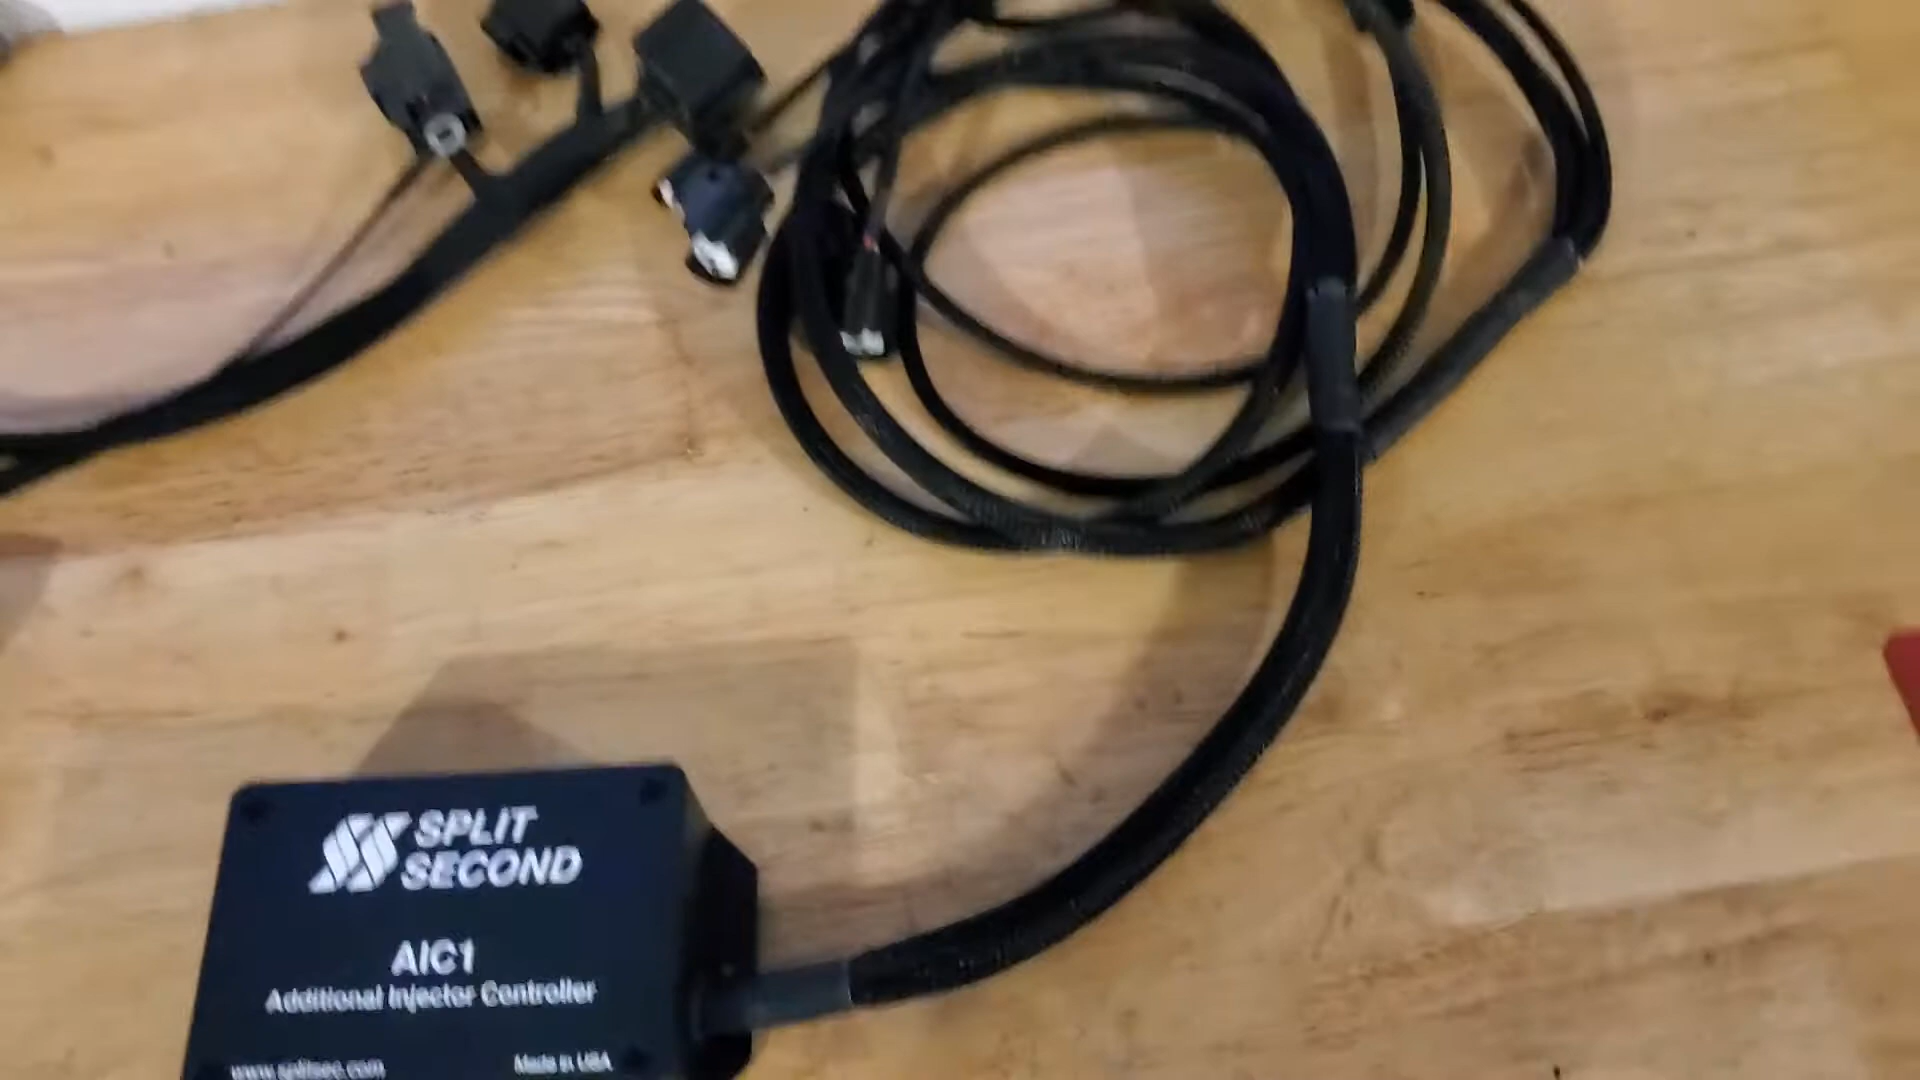 SPLIT
SECOND
AIC1
Additional Injector Controller
www.splitsec.com
Made in USA